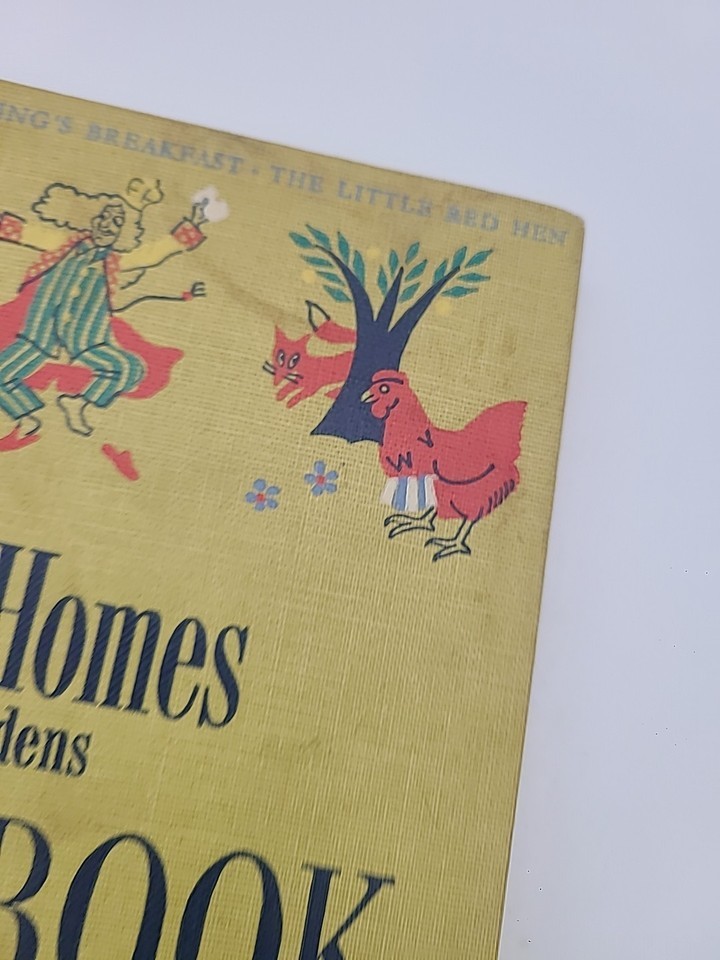 ING'S BREAKFAST · THE LITTLE RED HEN
Homes
dens
BOOK